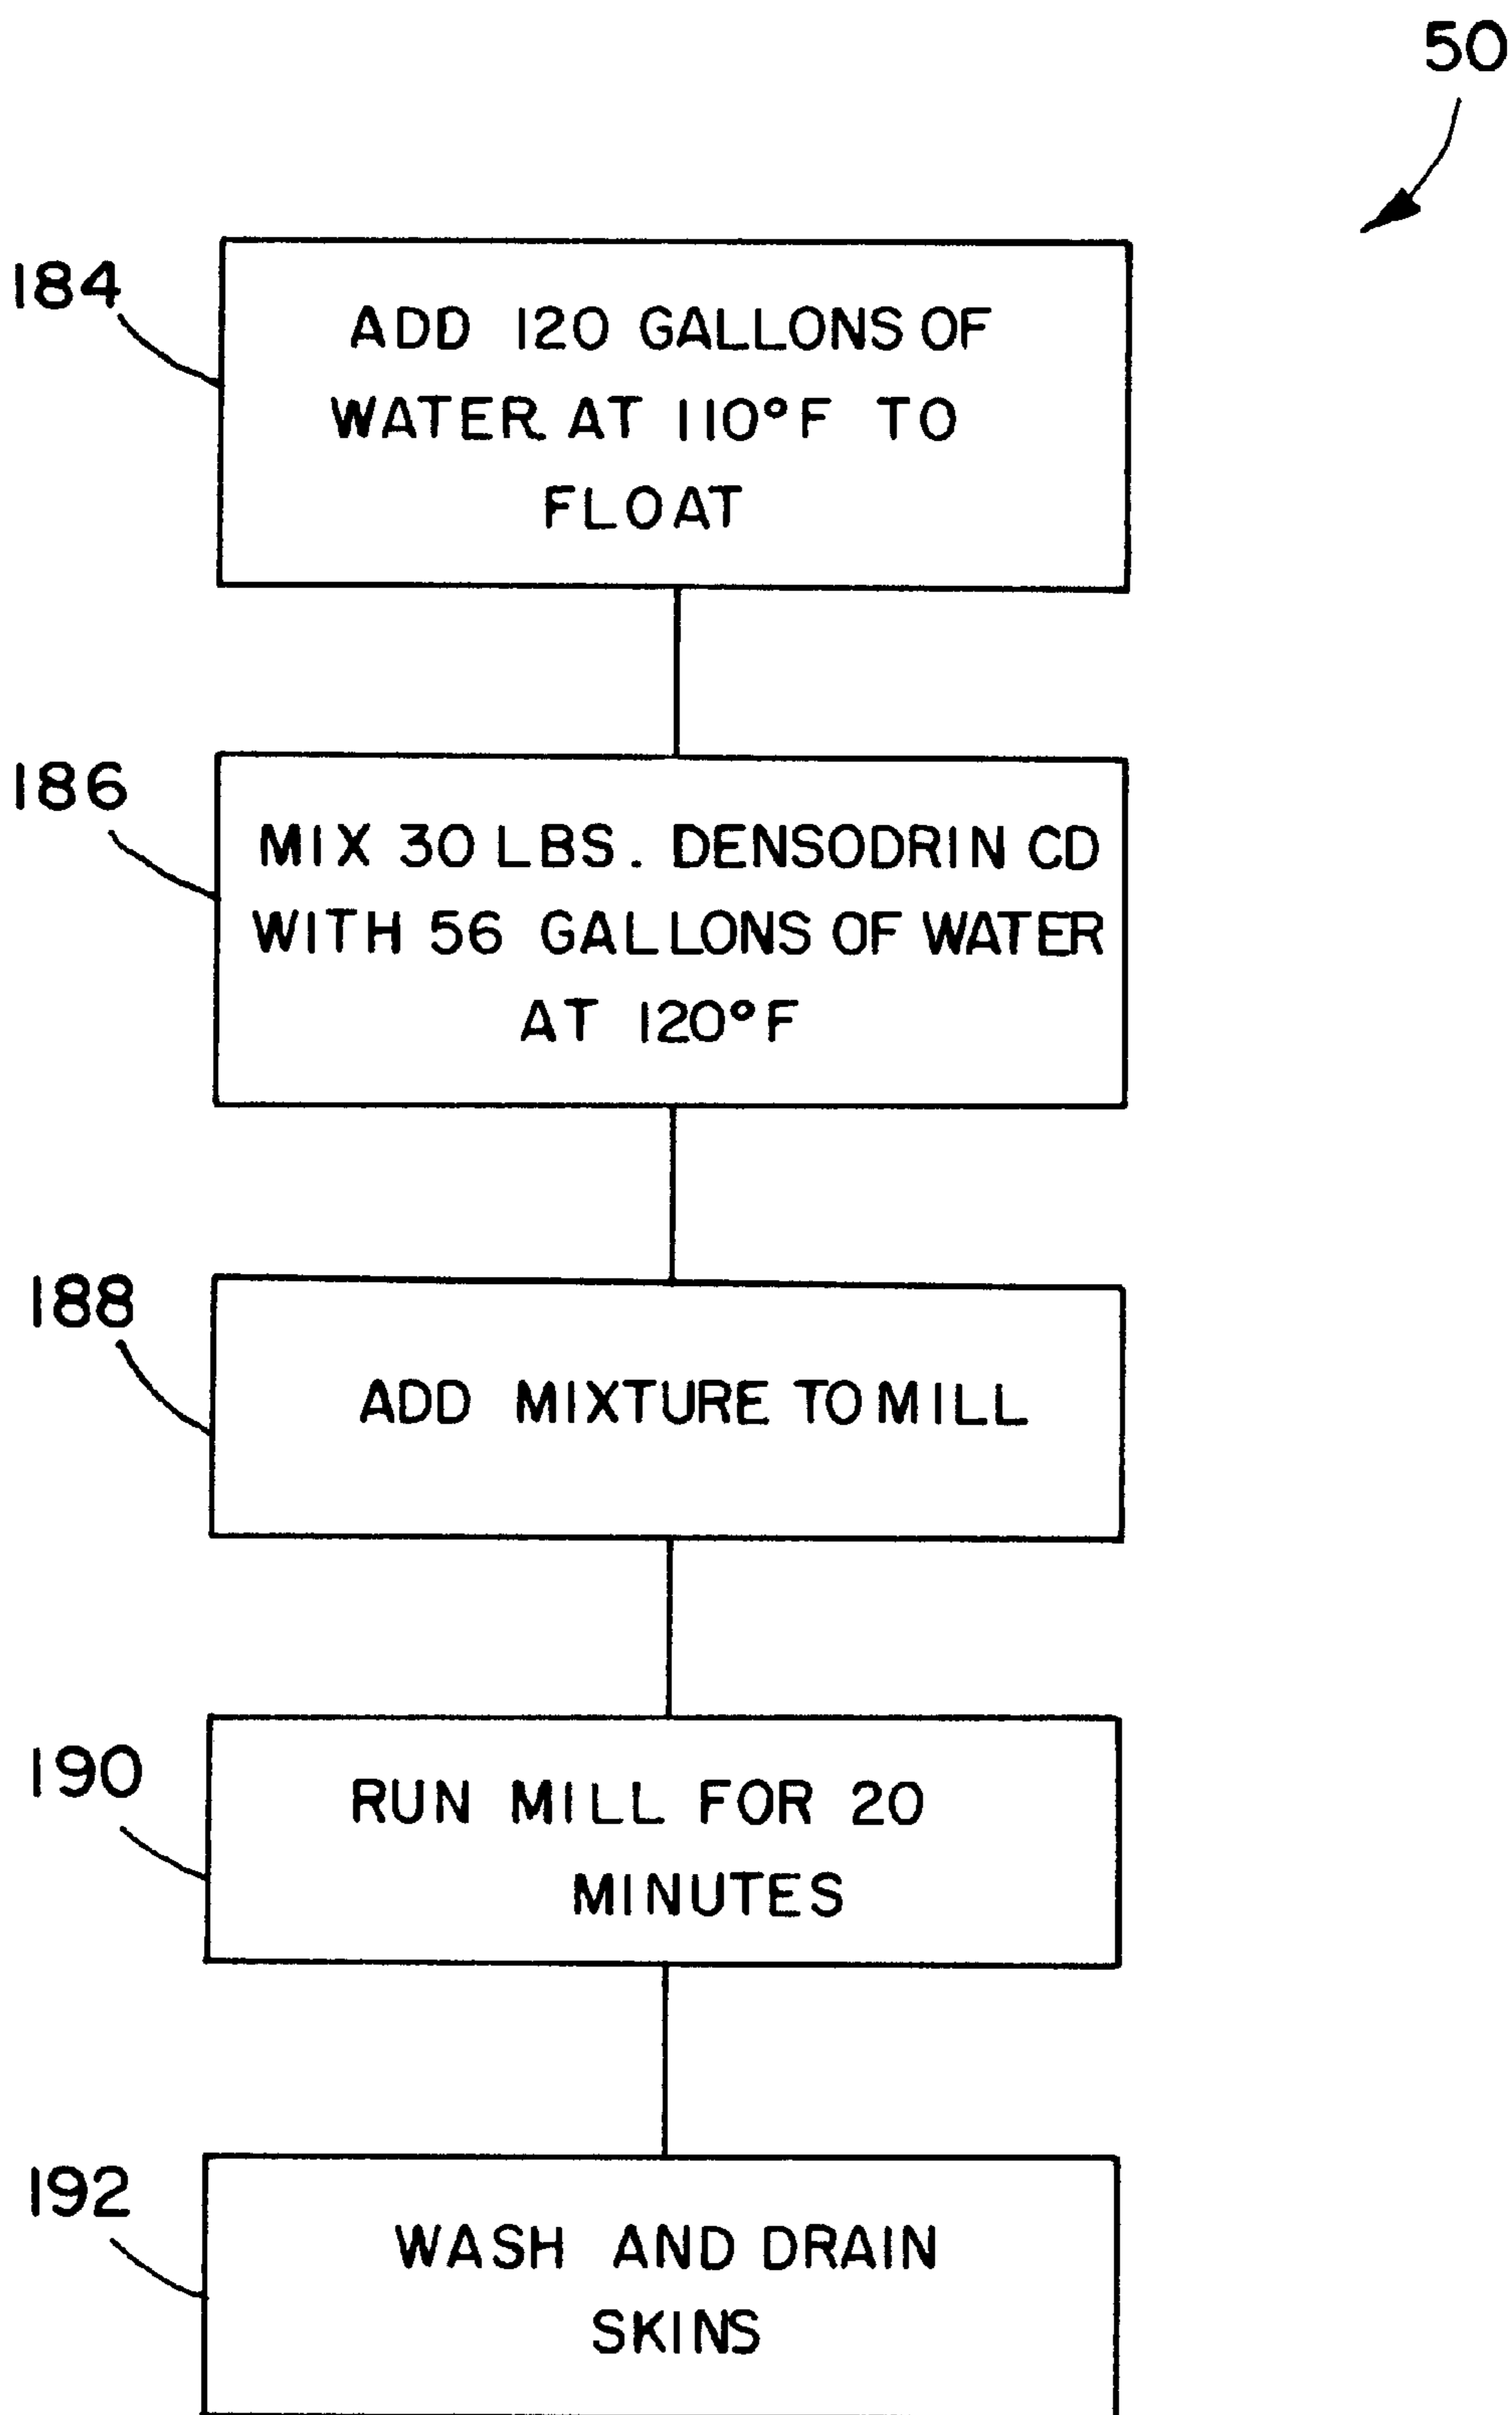 50
184
ADD 120 GALLONS OF
WATER AT 110°F TO
FLOAT
186
MIX 30 LBS. DENSODRIN CD
WITH 56 GALLONS OF WATER
AT 120°F
188
ADD MIXTURE TO MILL
190
RUN MILL FOR 20
MINUTES
192
WASH AND DRAIN
SKINS